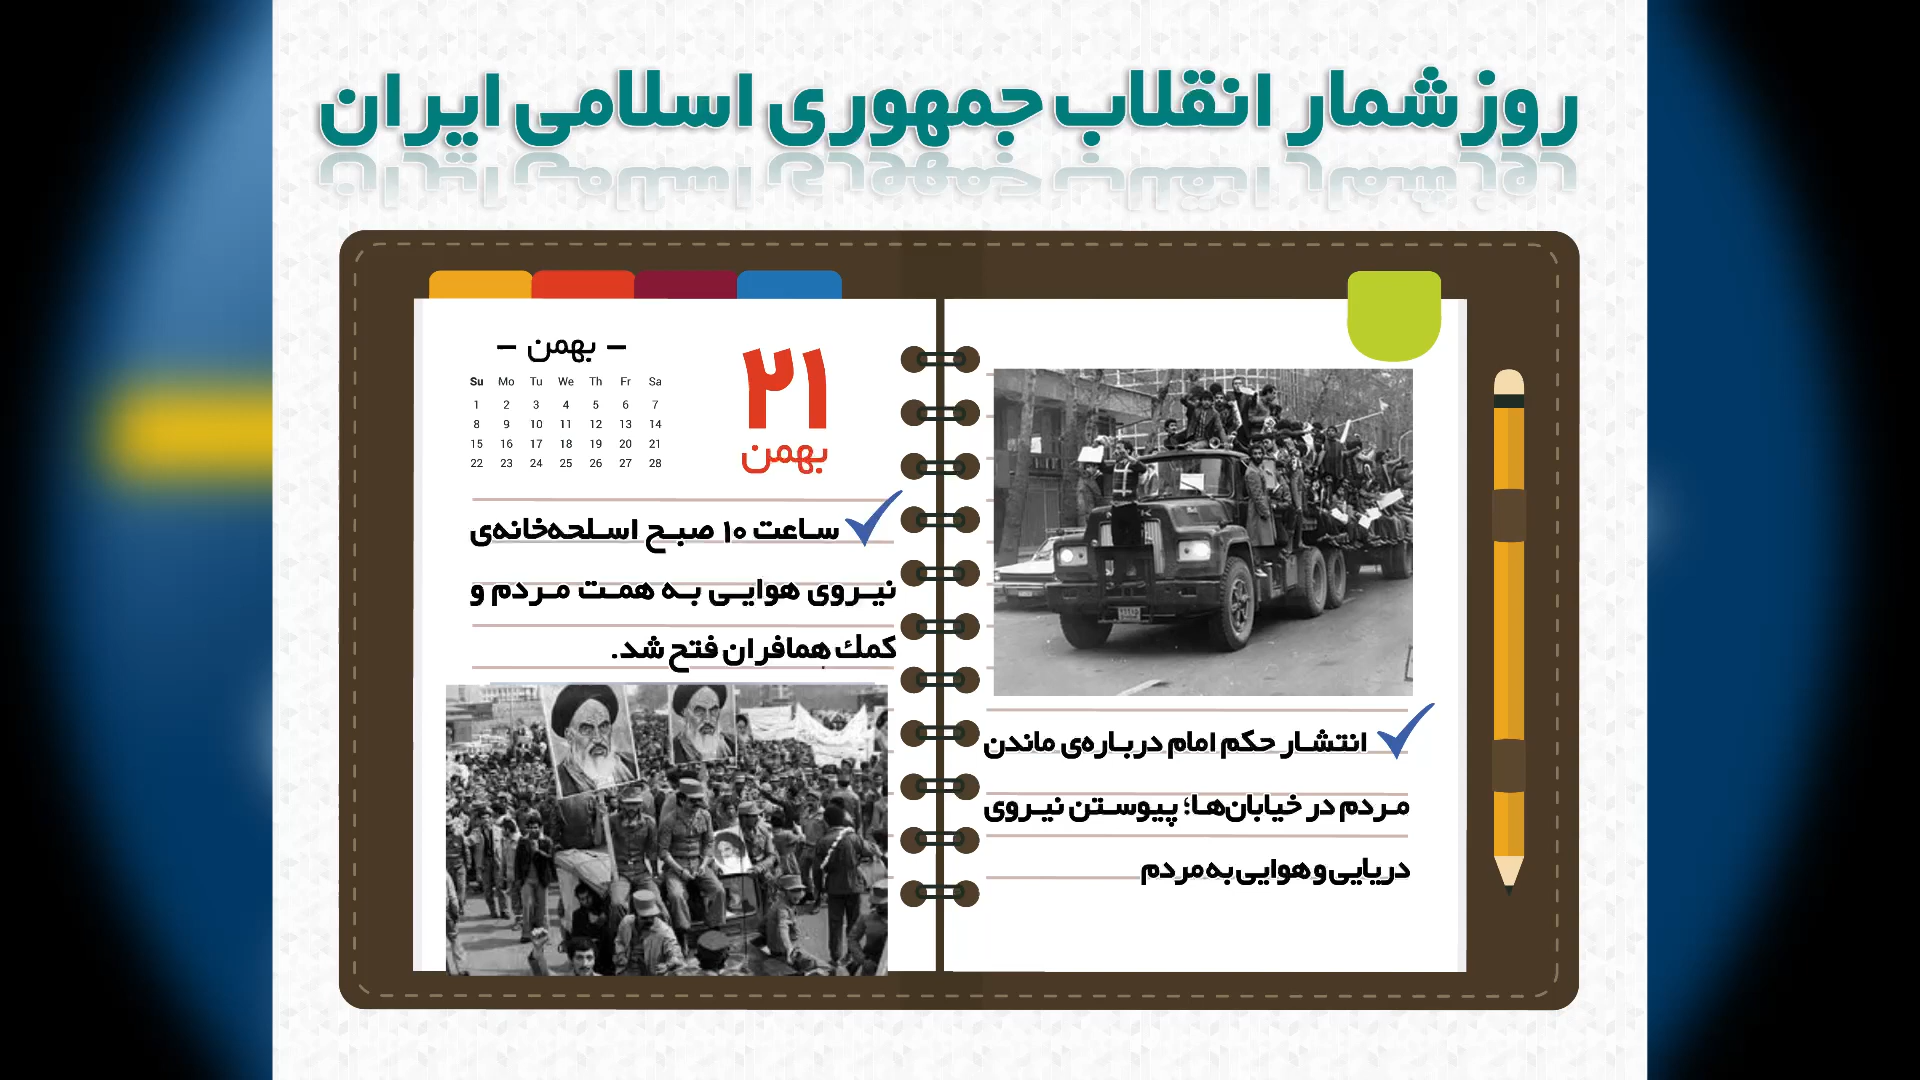 روزشمار انقلاب جمهوری اسلامی ایران
– بهمن –
Su Mo Tu We Th Fr Sa
1 2 3 4 5 6 7
8 9 10 11 12 13 14
15 16 17 18 19 20 21
22 23 24 25 26 27 28
۲۱
بهمن
ساعت ۱۰ صبح اسلحه‌خانه‌ی
نیروی هوایی به همت مردم و
کمك همافران فتح شد.
انتشار حکم امام درباره‌ی ماندن
مردم در خیابان‌ها؛ پیوستن نیروی
دریایی و هوایی به مردم